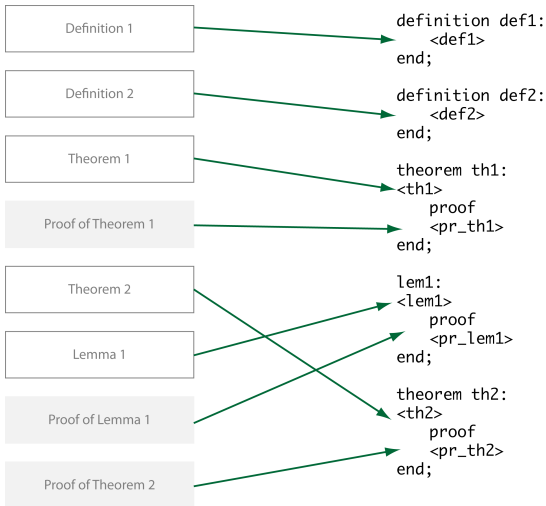 Definition 1
Definition 2
Theorem 1
Proof of Theorem 1
Theorem 2
Lemma 1
Proof of Lemma 1
Proof of Theorem 2
definition def1:
<def1>
end;
definition def2:
<def2>
end;
theorem th1:
<th1>
proof
<pr_th1>
end;
lem1:
<lem1>
proof
<pr_lem1>
end;
theorem th2:
<th2>
proof
<pr_th2>
end;